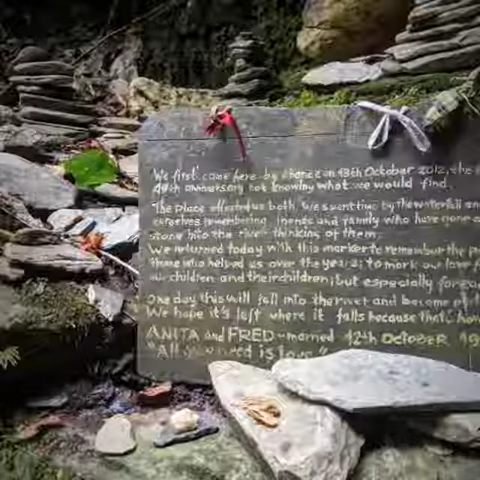 We first came here by chance on 13th October 2012, the
40th anniversary not knowing what we would find.
The place affected us both. We spent time by the waterfall an
ourselves remembering friends and family who have gone
stone into the river thinking of them.
We returned today with this marker to remember the
those who helped us over the years; to mark our love
our children and their children; but especially for
One day this will fall into the river and become
We hope it's left where it falls because that's how
ANITA and FRED married 12th OCTOBER 19
"All you need is love"